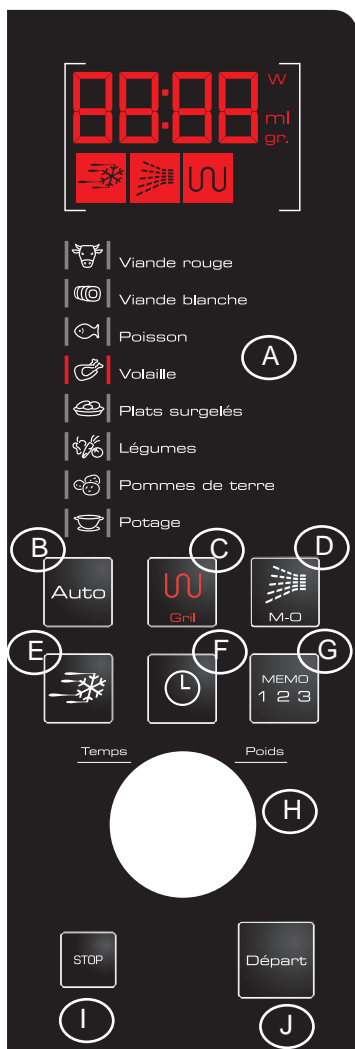 88:88 W
ml
gr.
Viande rouge
Viande blanche
Poisson
A
Volaille
Plats surgelés
Légumes
Pommes de terre
Potage
B C D
Auto
Gril
M-O
E F G
MEMO
1 2 3
Temps Poids
H
STOP
Départ
I J